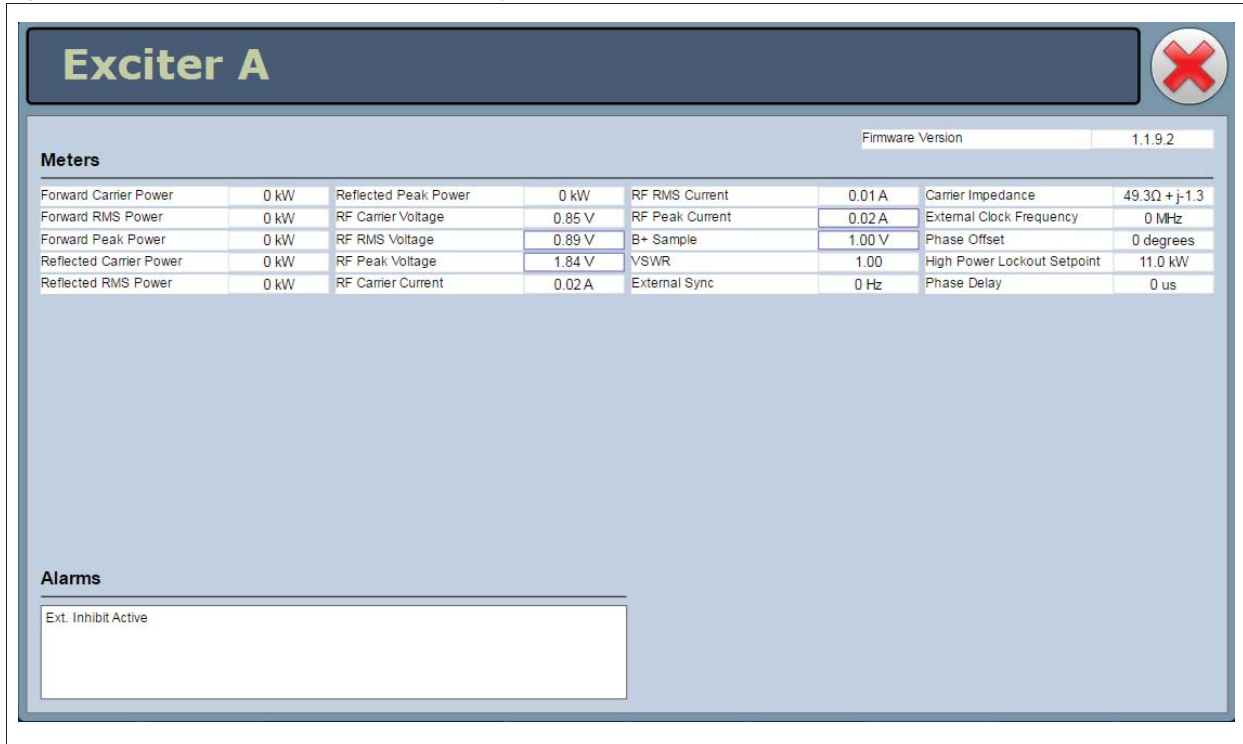 Exciter A
Firmware Version 1.1.9.2
Meters
Forward Carrier Power 0 kW Reflected Peak Power 0 kW RF RMS Current 0.01 A Carrier Impedance 49.3Ω + j-1.3
Forward RMS Power 0 kW RF Carrier Voltage 0.85 V RF Peak Current 0.02 A External Clock Frequency 0 MHz
Forward Peak Power 0 kW RF RMS Voltage 0.89 V B+ Sample 1.00 V Phase Offset 0 degrees
Reflected Carrier Power 0 kW RF Peak Voltage 1.84 V VSWR 1.00 High Power Lockout Setpoint 11.0 kW
Reflected RMS Power 0 kW RF Carrier Current 0.02 A External Sync 0 Hz Phase Delay 0 us
Alarms
Ext. Inhibit Active